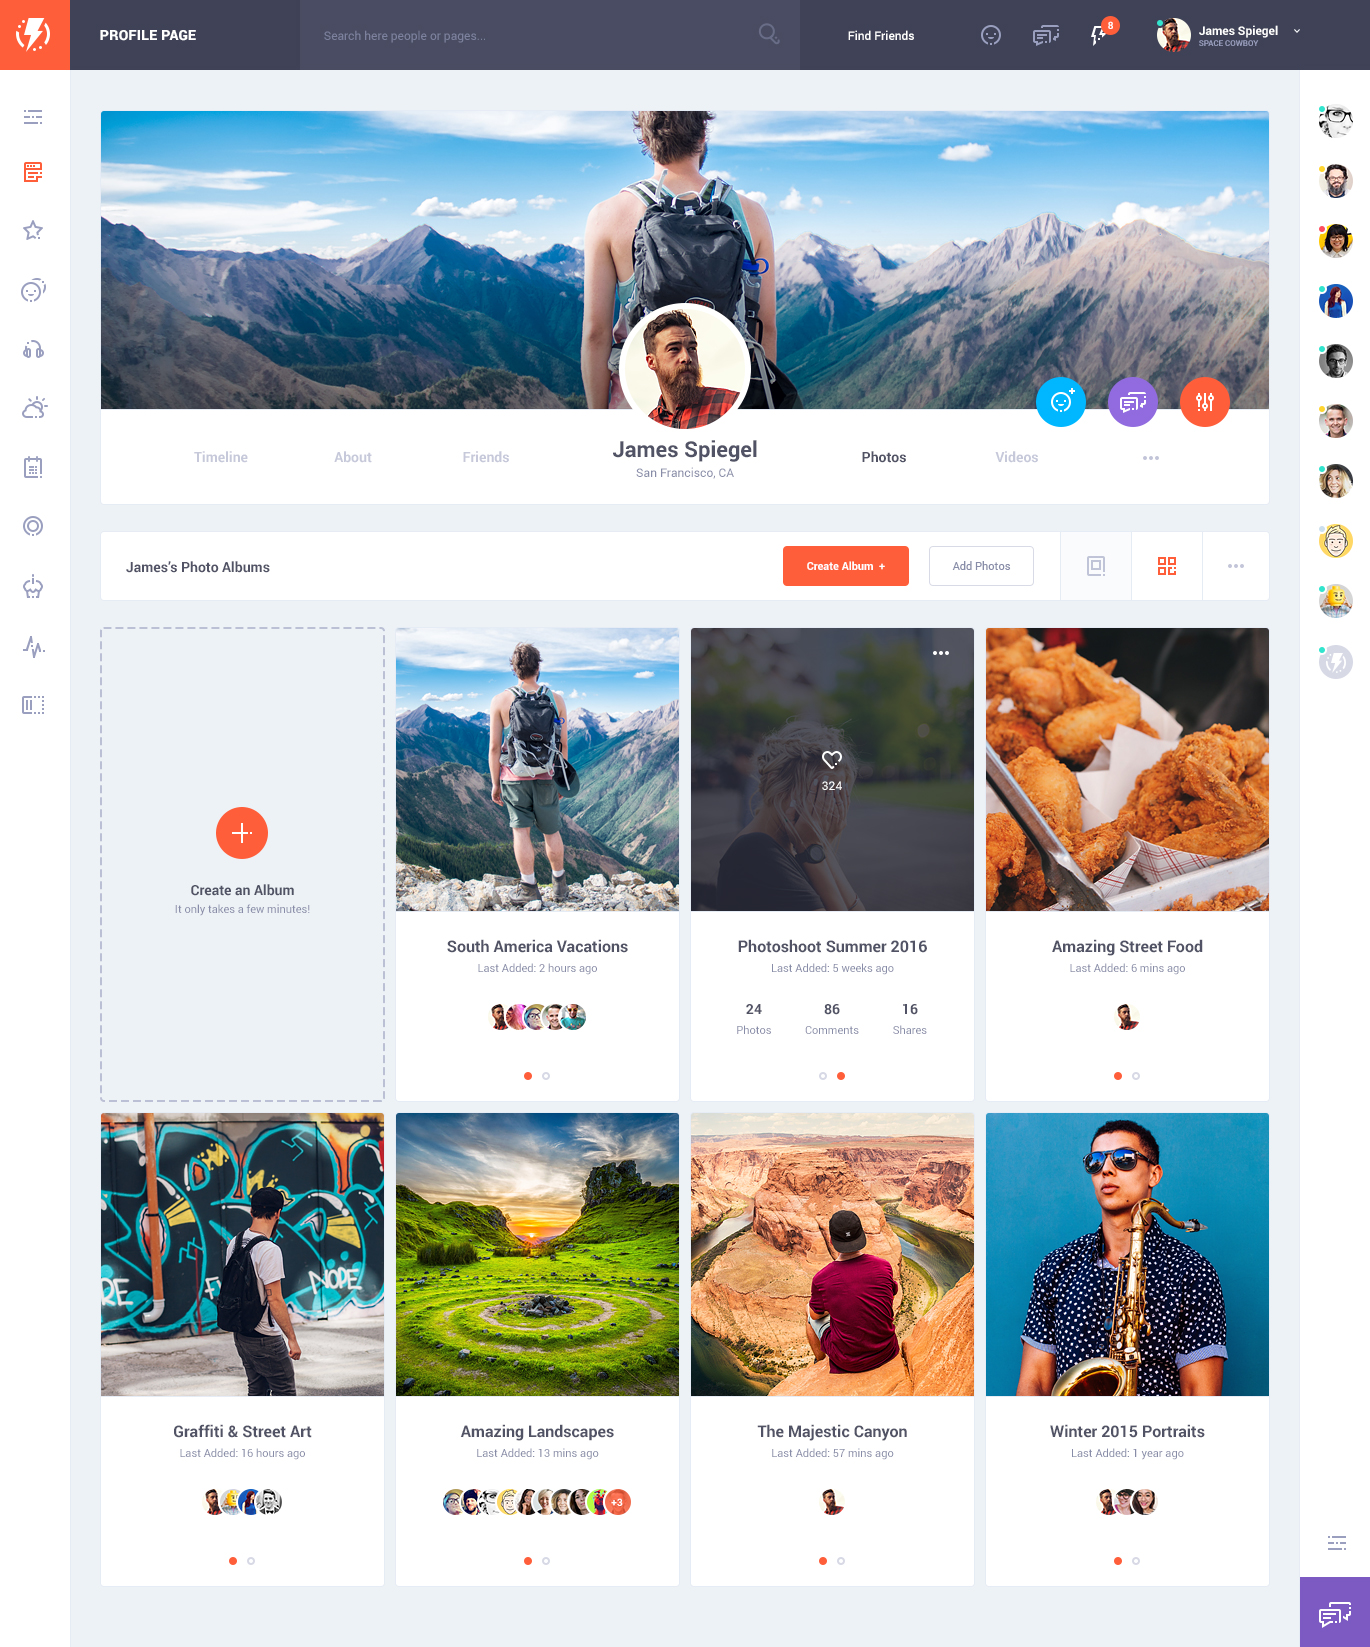 PROFILE PAGE
Search here people or pages...
Find Friends
8
James Spiegel
SPACE COWBOY
Timeline
About
Friends
James Spiegel
San Francisco, CA
Photos
Videos
James's Photo Albums
Create Album +
Add Photos
Create an Album
It only takes a few minutes!
South America Vacations
Last Added: 2 hours ago
324
Photoshoot Summer 2016
Last Added: 5 weeks ago
24
Photos
86
Comments
16
Shares
Amazing Street Food
Last Added: 6 mins ago
RE
NOPE
Graffiti & Street Art
Last Added: 16 hours ago
Amazing Landscapes
Last Added: 13 mins ago
+3
The Majestic Canyon
Last Added: 57 mins ago
Winter 2015 Portraits
Last Added: 1 year ago